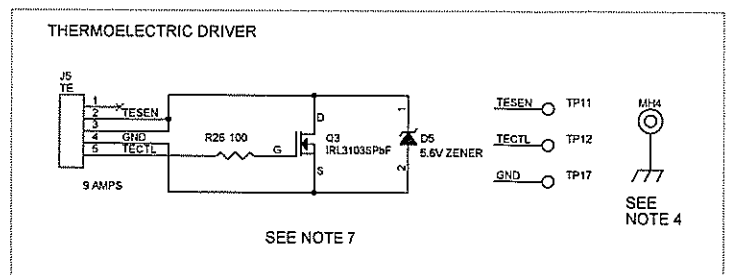 THERMOELECTRIC DRIVER
J5
TE
1
2 TESEN
3
4 GND
5 TECTL
9 AMPS
R26 100
G
D
S
Q3
IRL3103SPbF
1
2
D5
5.6V ZENER
TESEN TP11
TECTL TP12
GND TP17
MH4
SEE
NOTE 4
SEE NOTE 7